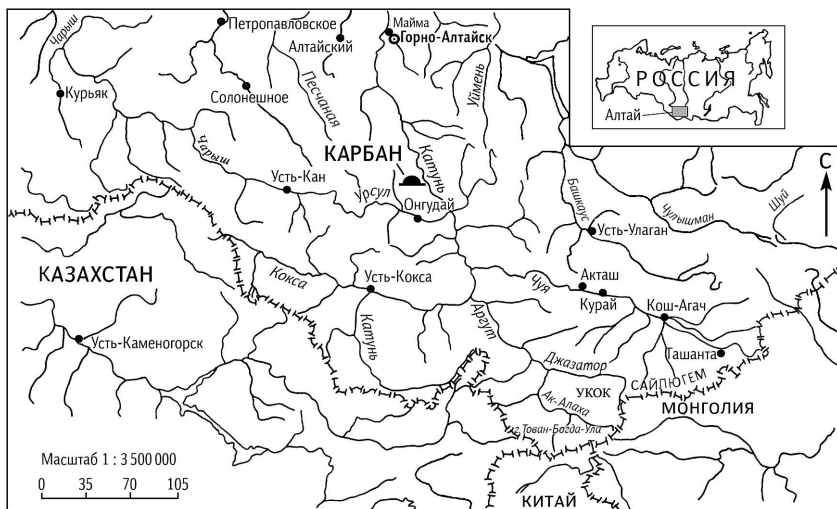 Чарыш
Петропавловское
Майма
Горно-Алтайск
Алтайский
Курьяк
Солонешное
Песчаная
Уймень
РОССИЯ
Алтай
С
Чарыш
КАРБАН
Катунь
Усть-Кан
Урсул
Онгудай
Башкаус
Чулышман
Шуй
Усть-Улаган
КАЗАХСТАН
Кокса
Усть-Кокса
Чуя
Акташ
Курай
Кош-Агач
Усть-Каменогорск
Катунь
Аргут
Джазатор
Ташанта
САЙЛЮГЕМ
УКОК
Ак-Алаха
МОНГОЛИЯ
г. Тован-Богда-Ула
КИТАЙ
Масштаб 1 : 3 500 000
0 35 70 105